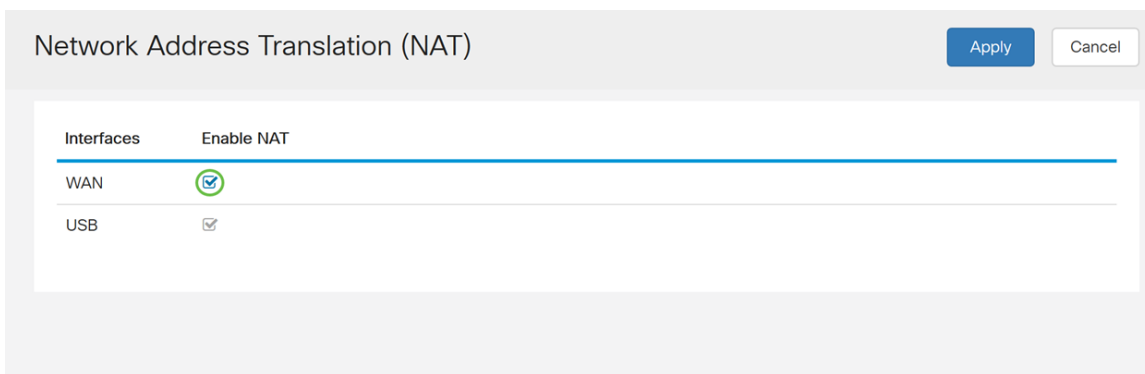 Network Address Translation (NAT)
Apply
Cancel
Interfaces Enable NAT
WAN
USB